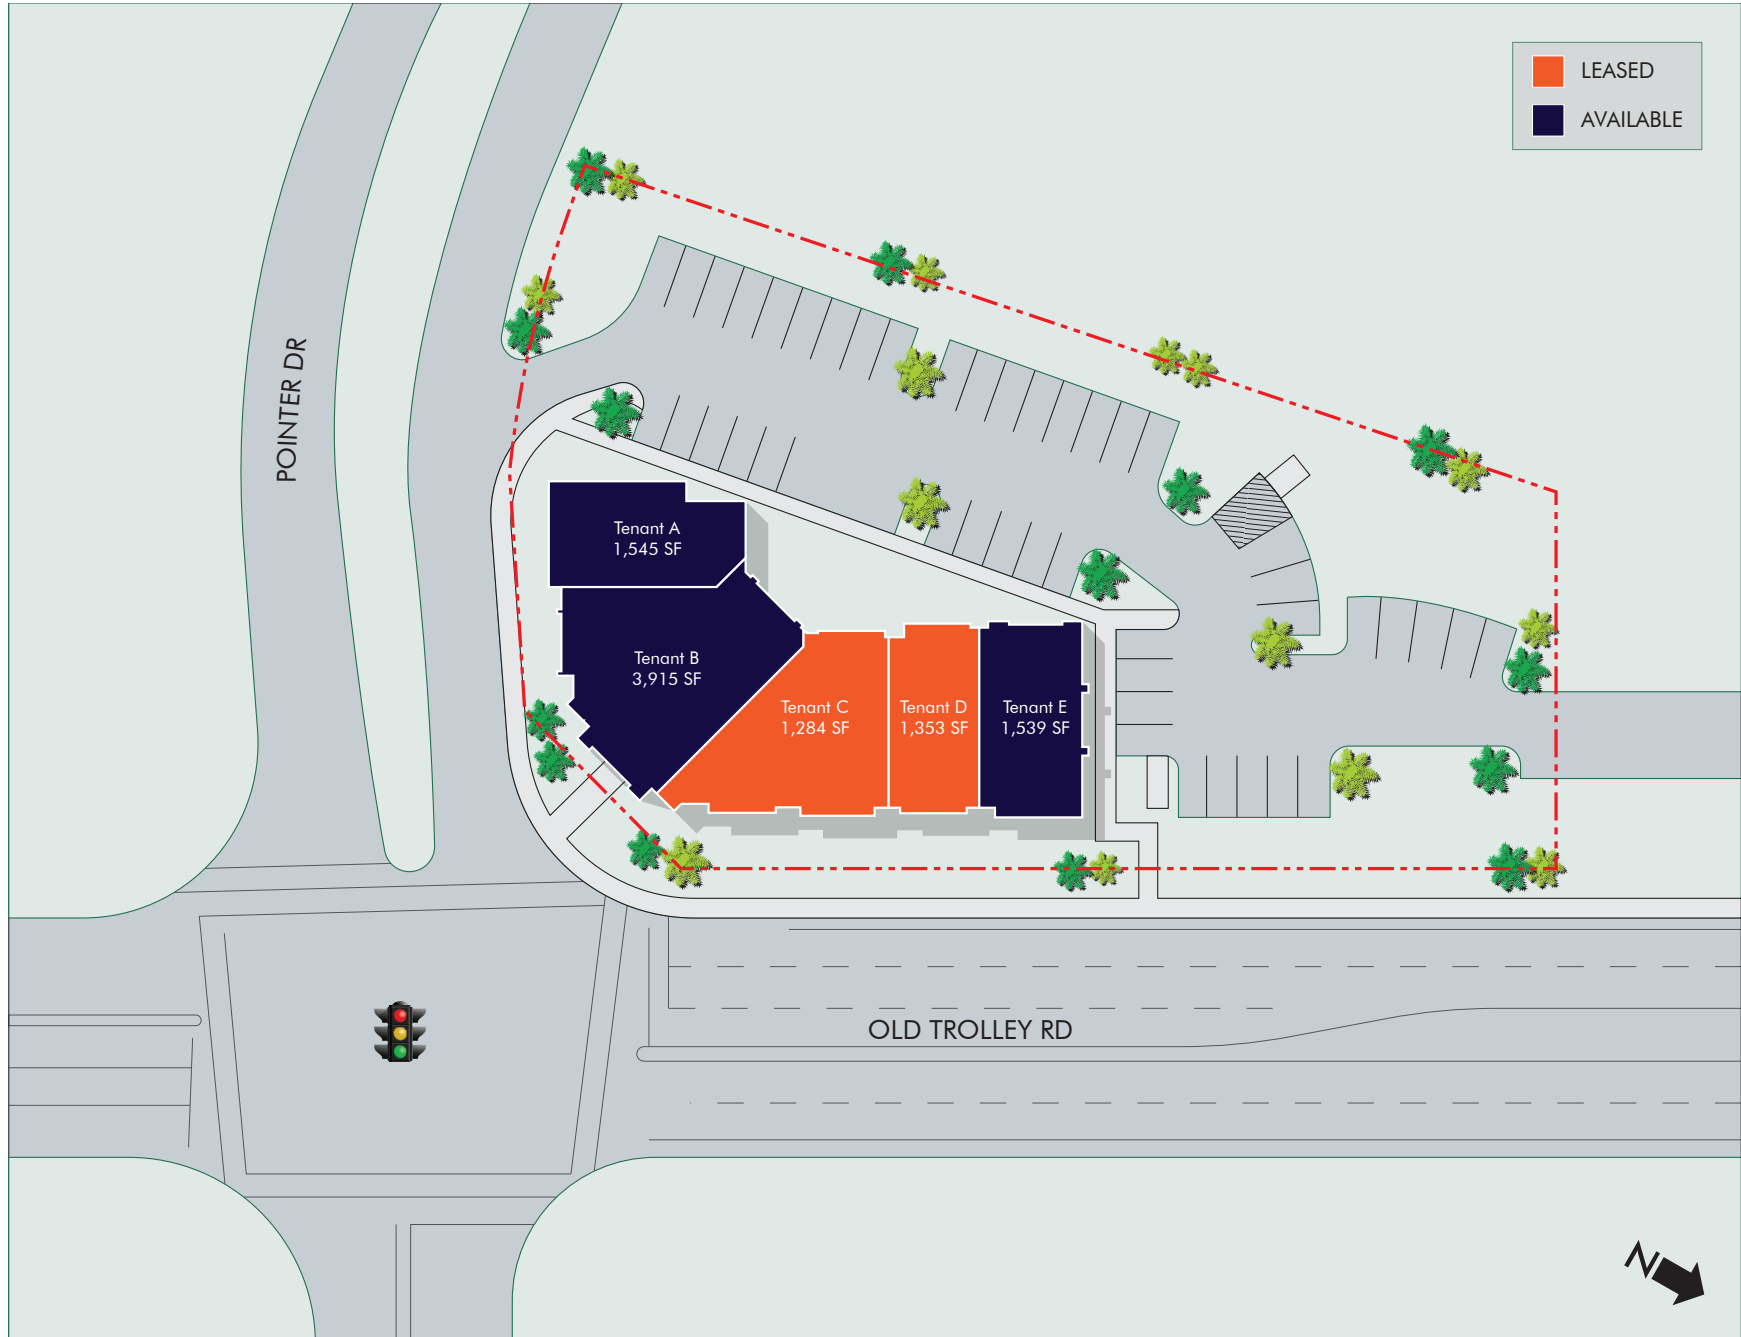 LEASED
AVAILABLE
POINTER DR
Tenant A
1,545 SF
Tenant B
3,915 SF
Tenant C
1,284 SF
Tenant D
1,353 SF
Tenant E
1,539 SF
OLD TROLLEY RD
N